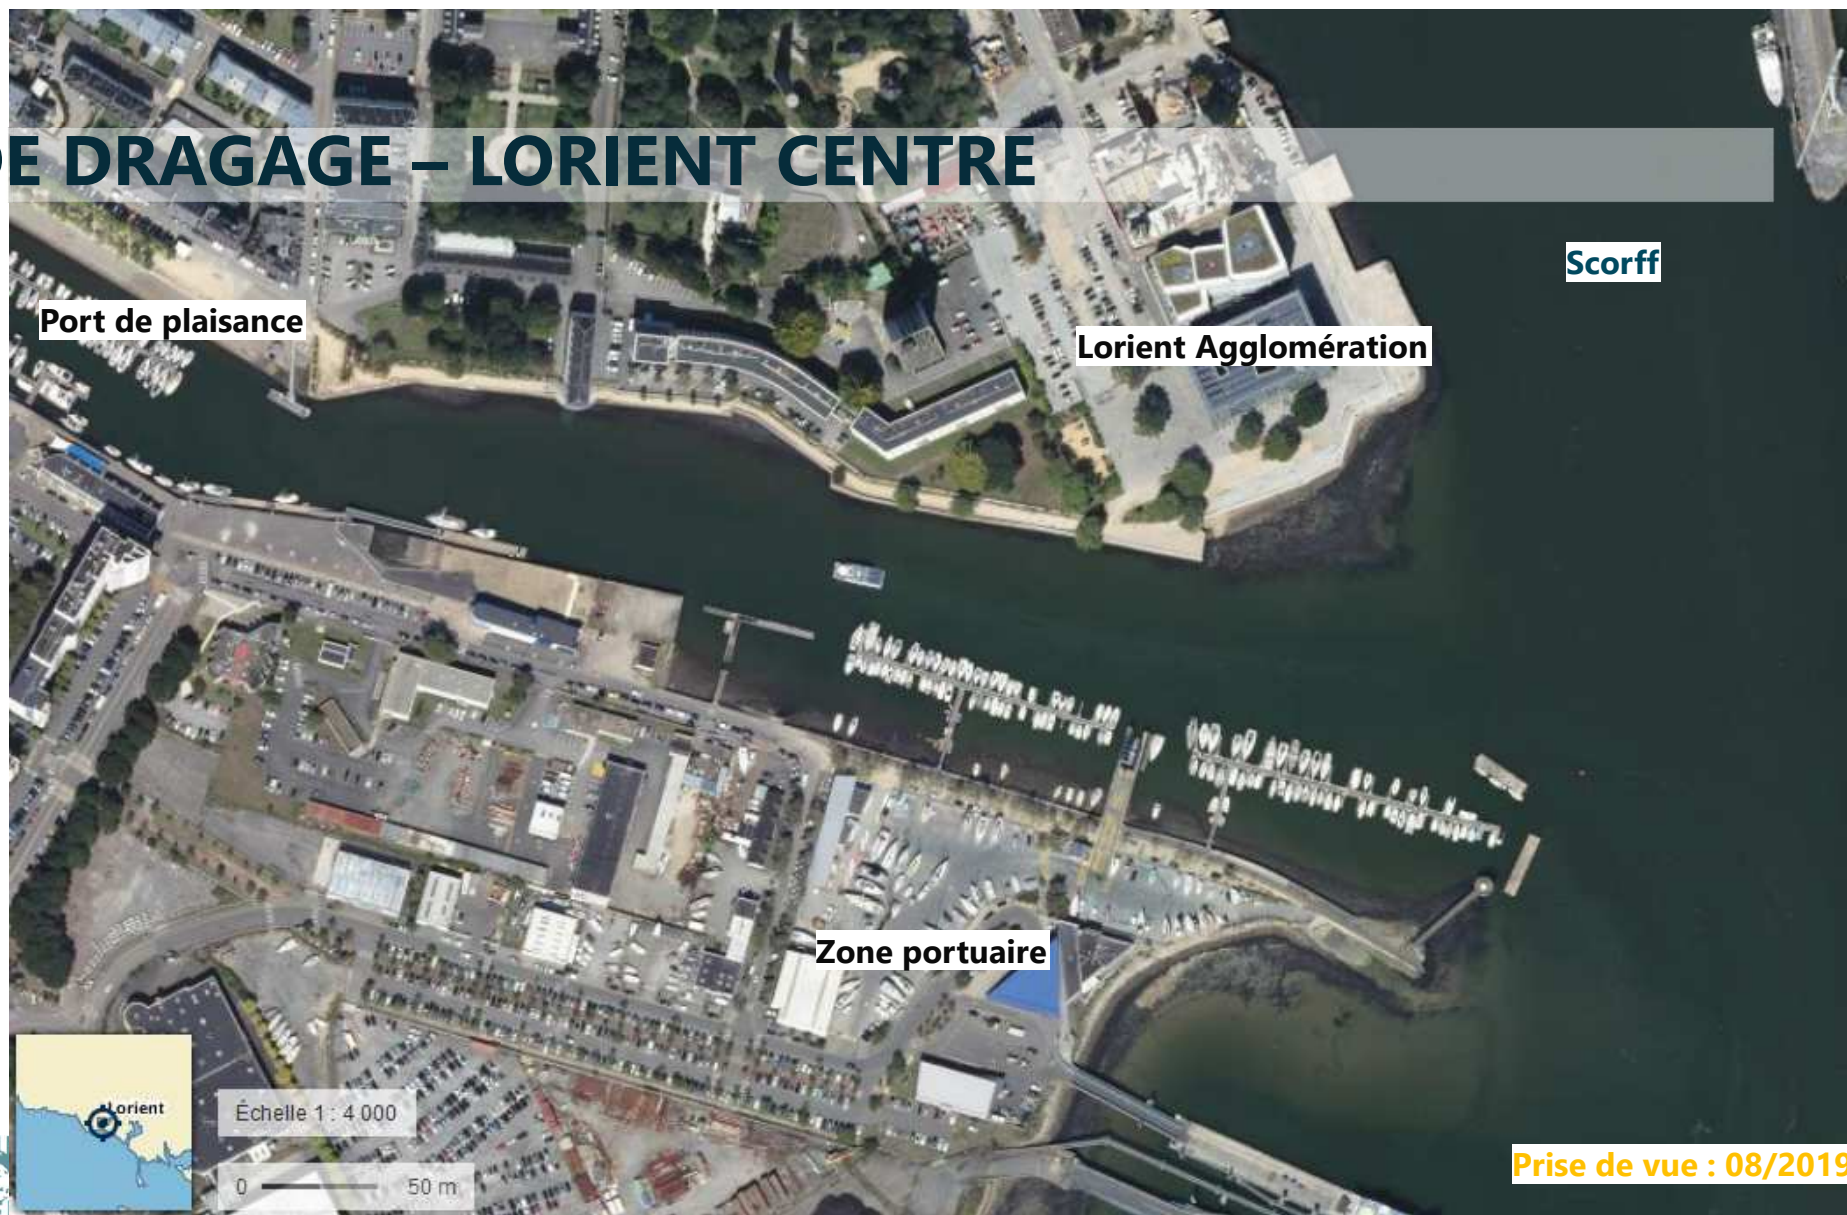 DE DRAGAGE – LORIENT CENTRE
Scorff
Port de plaisance
Lorient Agglomération
Zone portuaire
Lorient
Échelle 1 : 4 000
0 50 m
Prise de vue : 08/2019